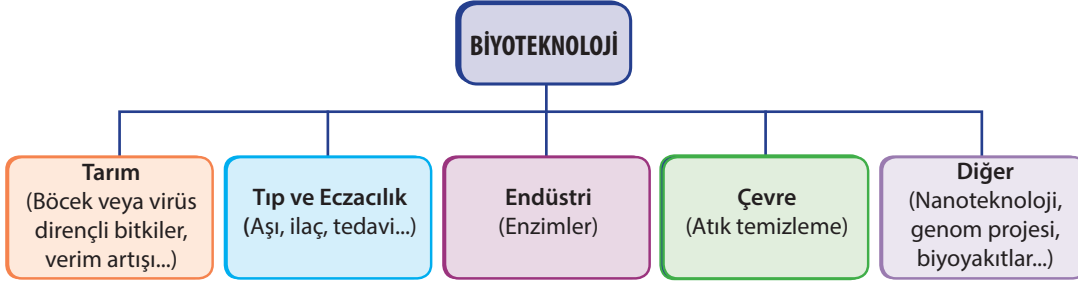 BİYOTEKNOLOJİ
Tarım
(Böcek veya virüs
dirençli bitkiler,
verim artışı...)
Tıp ve Eczacılık
(Aşı, ilaç, tedavi...)
Endüstri
(Enzimler)
Çevre
(Atık temizleme)
Diğer
(Nanoteknoloji,
genom projesi,
biyoyakıtlar...)